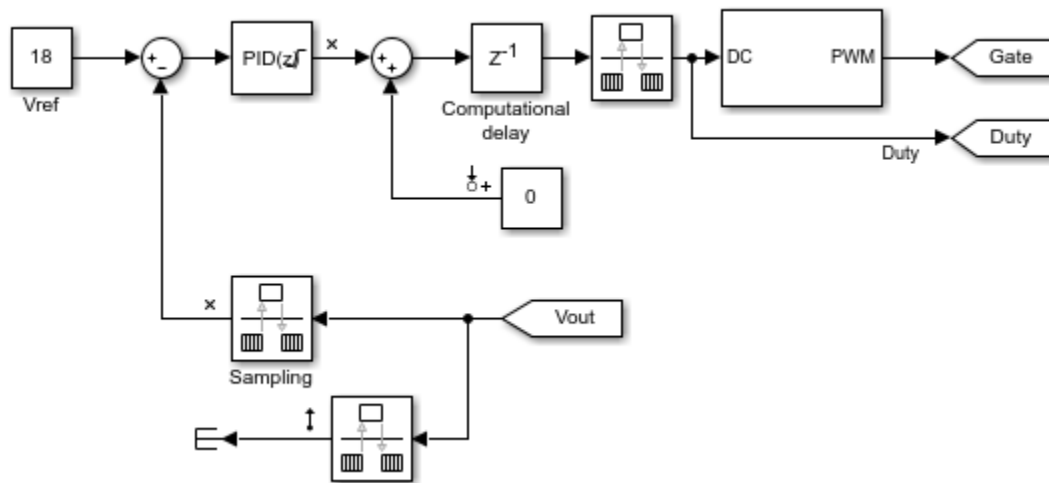 18
Vref
+
−
PID(z)
+
+
Z-1
Computational
delay
DC
PWM
Gate
Duty
Duty
+
0
Vout
Sampling